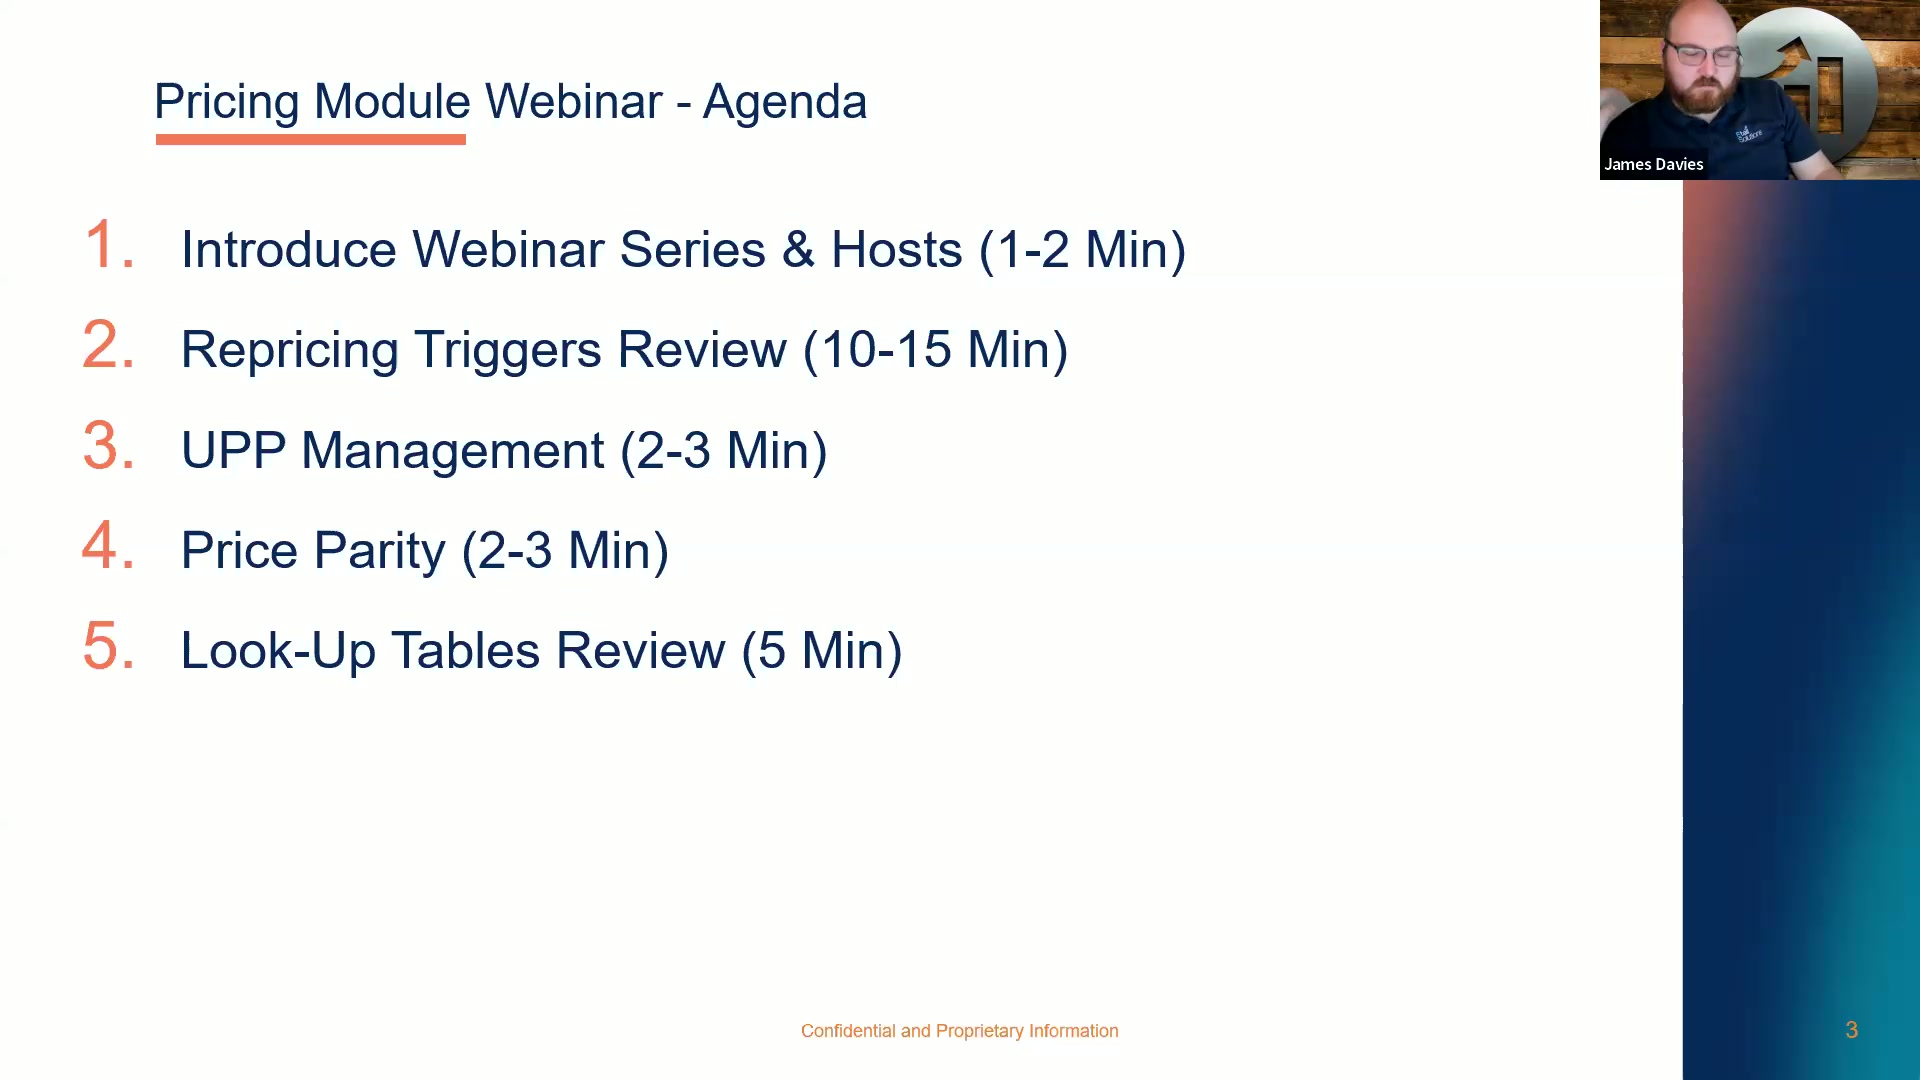 Pricing Module Webinar - Agenda
James Davies
1. Introduce Webinar Series & Hosts (1-2 Min)
2. Repricing Triggers Review (10-15 Min)
3. UPP Management (2-3 Min)
4. Price Parity (2-3 Min)
5. Look-Up Tables Review (5 Min)
Confidential and Proprietary Information
3